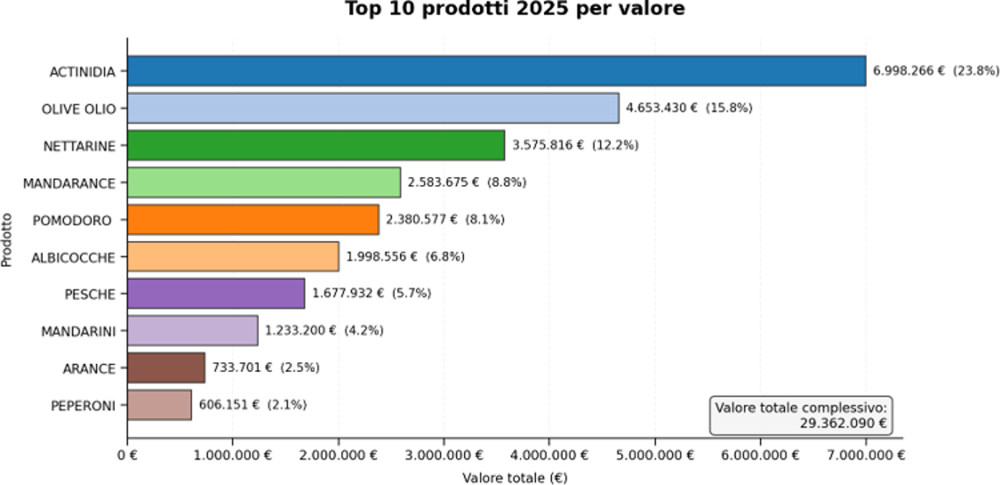 Top 10 prodotti 2025 per valore
Prodotto
ACTINIDIA 6.998.266 € (23.8%)
OLIVE OLIO 4.653.430 € (15.8%)
NETTARINE 3.575.816 € (12.2%)
MANDARANCE 2.583.675 € (8.8%)
POMODORO 2.380.577 € (8.1%)
ALBICOCCHE 1.998.556 € (6.8%)
PESCHE 1.677.932 € (5.7%)
MANDARINI 1.233.200 € (4.2%)
ARANCE 733.701 € (2.5%)
PEPERONI 606.151 € (2.1%)
Valore totale complessivo:
29.362.090 €
0 € 1.000.000 € 2.000.000 € 3.000.000 € 4.000.000 € 5.000.000 € 6.000.000 € 7.000.000 €
Valore totale (€)